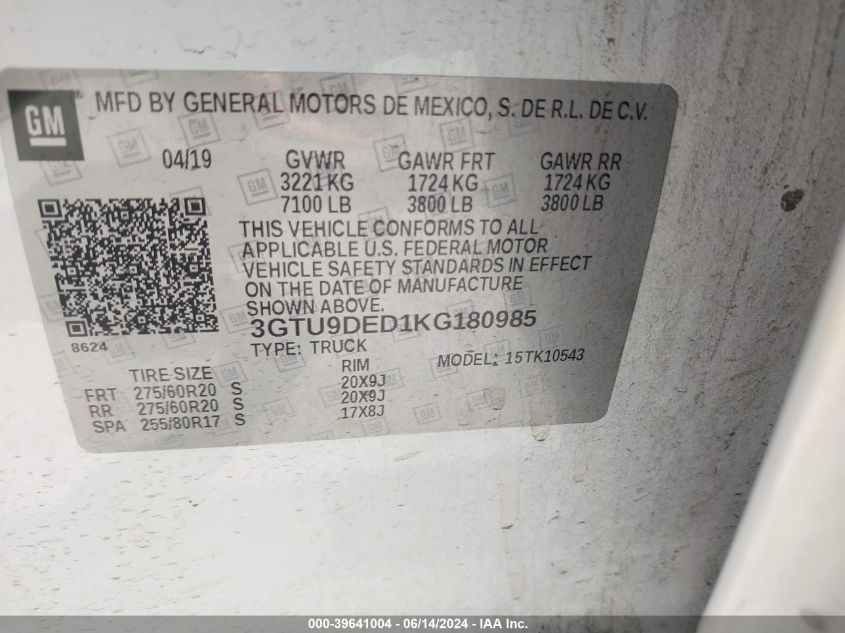 GM
MFD BY GENERAL MOTORS DE MEXICO, S. DE R.L. DE C.V.
04/19 GVWR GAWR FRT GAWR RR
3221 KG 1724 KG 1724 KG
7100 LB 3800 LB 3800 LB
THIS VEHICLE CONFORMS TO ALL
APPLICABLE U.S. FEDERAL MOTOR
VEHICLE SAFETY STANDARDS IN EFFECT
ON THE DATE OF MANUFACTURE
SHOWN ABOVE.
3GTU9DED1KG180985
8624
TYPE: TRUCK MODEL: 15TK10543
TIRE SIZE RIM
FRT 275/60R20 S 20X9J
RR 275/60R20 S 20X9J
SPA 255/80R17 S 17X8J
000-39641004 - 06/14/2024 - IAA Inc.